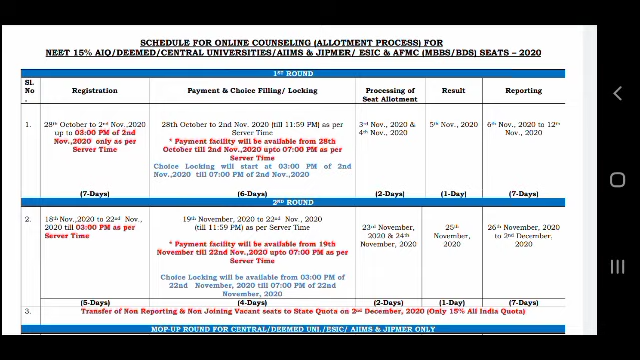 SCHEDULE FOR ONLINE COUNSELING (ALLOTMENT PROCESS) FOR
NEET 15% AIQ/DEEMED/CENTRAL UNIVERSITIES/AIIMS & JIPMER/ ESIC & AFMC (MBBS/BDS) SEATS – 2020
1ST ROUND
Sl.
No
.
Registration
Payment & Choice Filling/ Locking
Processing of
Seat Allotment
Result
Reporting
1.
28th October to 2nd Nov.,2020
up to 03:00 PM of 2nd
Nov.,2020 only as per
Server Time
(7-Days)
28th October to 2nd Nov. 2020 (till 11:59 PM) as per
Server Time
* Payment facility will be available from 28th
October till 2nd Nov.,2020 upto 07:00 PM as per
Server Time
Choice Locking will start at 03:00 PM of 2nd
Nov.,2020 till 07:00 PM of 2nd Nov.,2020
(6-Days)
3rd Nov., 2020 &
4th Nov., 2020
(2-Days)
5th Nov., 2020
(1-Day)
6th Nov., 2020 to 12th
Nov., 2020
(7-Days)
2ND ROUND
2.
18th Nov.,2020 to 22nd Nov.,
2020 till 03:00 PM as per
Server Time
(5-Days)
19th November, 2020 to 22nd Nov., 2020
(till 11:59 PM) as per Server Time
* Payment facility will be available from 19th
November till 22nd Nov.,2020 upto 07:00 PM as per
Server Time
Choice Locking will be available from 03:00 PM of
22nd November, 2020 till 07:00 PM of 22nd
November, 2020
(4-Days)
23rd November,
2020 & 24th
November, 2020
(2-Days)
25th
November,
2020
(1-Day)
26th November, 2020
to 2nd December,
2020
(7-Days)
3.
Transfer of Non Reporting & Non Joining Vacant seats to State Quota on 2nd December, 2020 (Only 15% All India Quota)
MOP-UP ROUND FOR CENTRAL/DEEMED UNI./ESIC/ AIIMS & JIPMER ONLY